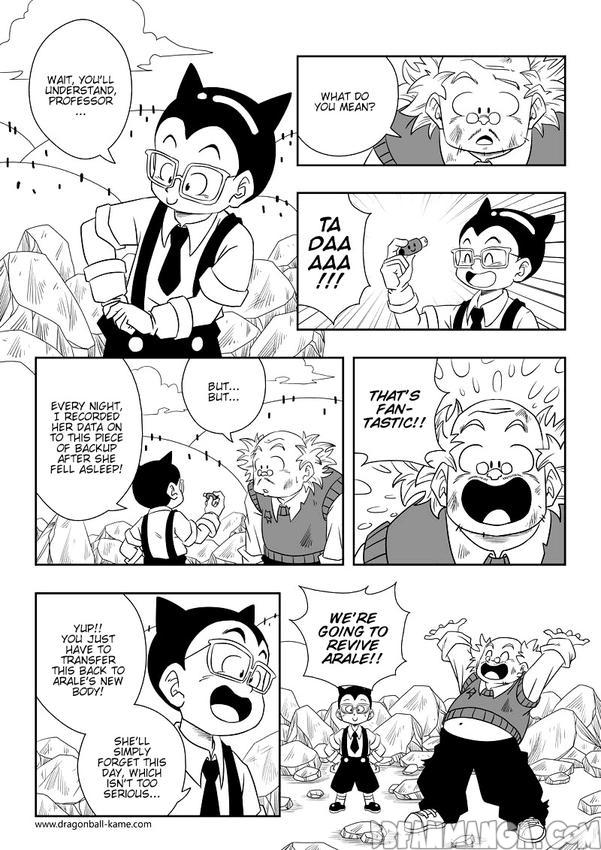 WAIT, YOU'LL
UNDERSTAND,
PROFESSOR
...
WHAT DO
YOU MEAN?
TA
DAA
AAA
!!!
EVERY NIGHT,
I RECORDED
HER DATA ON
TO THIS PIECE
OF BACKUP
AFTER SHE
FELL ASLEEP!
BUT...
BUT...
THAT'S
FAN-
TASTIC!!
YUP!!
YOU JUST
HAVE TO
TRANSFER
THIS BACK TO
ARALE'S NEW
BODY!
SHE'LL
SIMPLY
FORGET THIS
DAY, WHICH
ISN'T TOO
SERIOUS...
WE'RE
GOING TO
REVIVE
ARALE!!
www.dragonball-kame.com
DBFANMANGA.COM